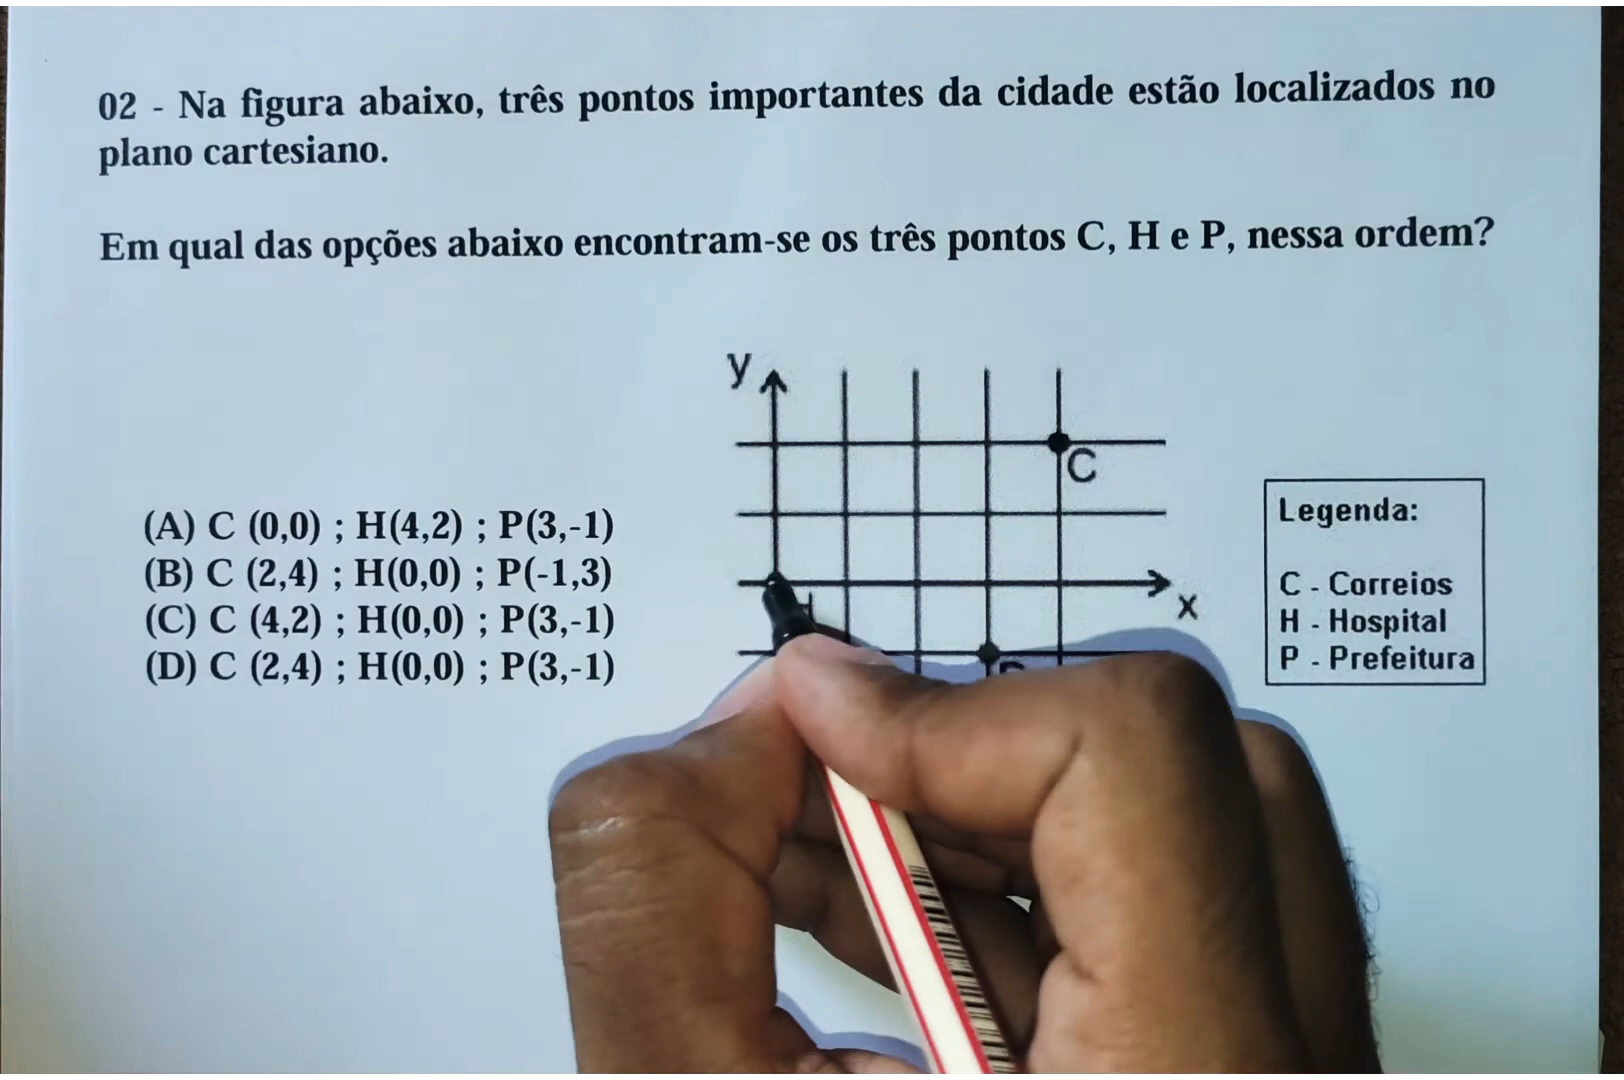 02 - Na figura abaixo, três pontos importantes da cidade estão localizados no
plano cartesiano.
Em qual das opções abaixo encontram-se os três pontos C, H e P, nessa ordem?
y
C
(A) C (0,0) ; H(4,2) ; P(3,-1)
(B) C (2,4) ; H(0,0) ; P(-1,3)
(C) C (4,2) ; H(0,0) ; P(3,-1)
(D) C (2,4) ; H(0,0) ; P(3,-1)
x
Legenda:
C - Correios
H - Hospital
P - Prefeitura